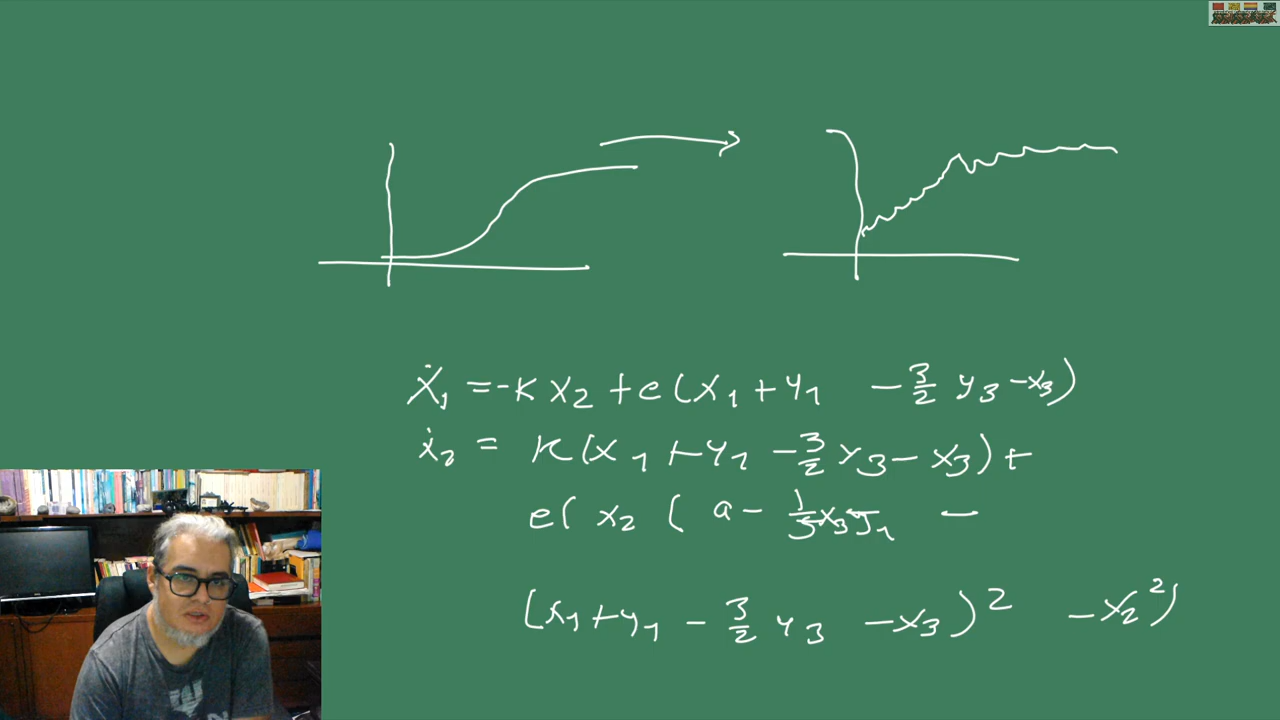 ẋ₁ = -K x₂ + e(x₁ + y₁ - 3/2 y₃ - x₃)
ẋ₂ = K(x₁ + y₁ - 3/2 y₃ - x₃) +
e( x₂ ( a -
(x₁ + y₁ - 3/2 y₃ - x₃)² - x₂²)